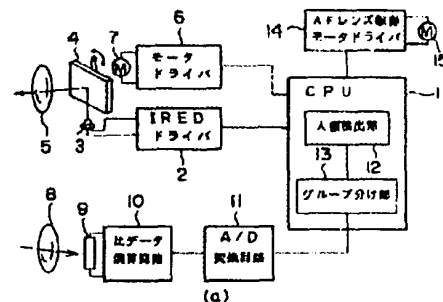 6
14
AFレンズ駆動
モータドライバ
15
M
4
7
M
モータ
ドライバ
CPU
1
5
3
IRED
ドライバ
2
人物検出部
12
13
グループ分け部
8
9
10
比データ
演算回路
11
A/D
変換回路
(a)